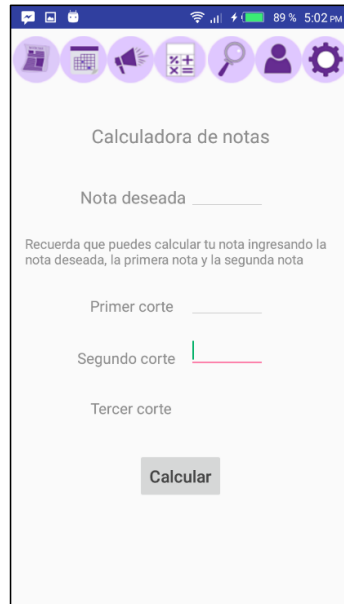 89 % 5:02 PM
Calculadora de notas
Nota deseada
Recuerda que puedes calcular tu nota ingresando la
nota deseada, la primera nota y la segunda nota
Primer corte
Segundo corte
Tercer corte
Calcular